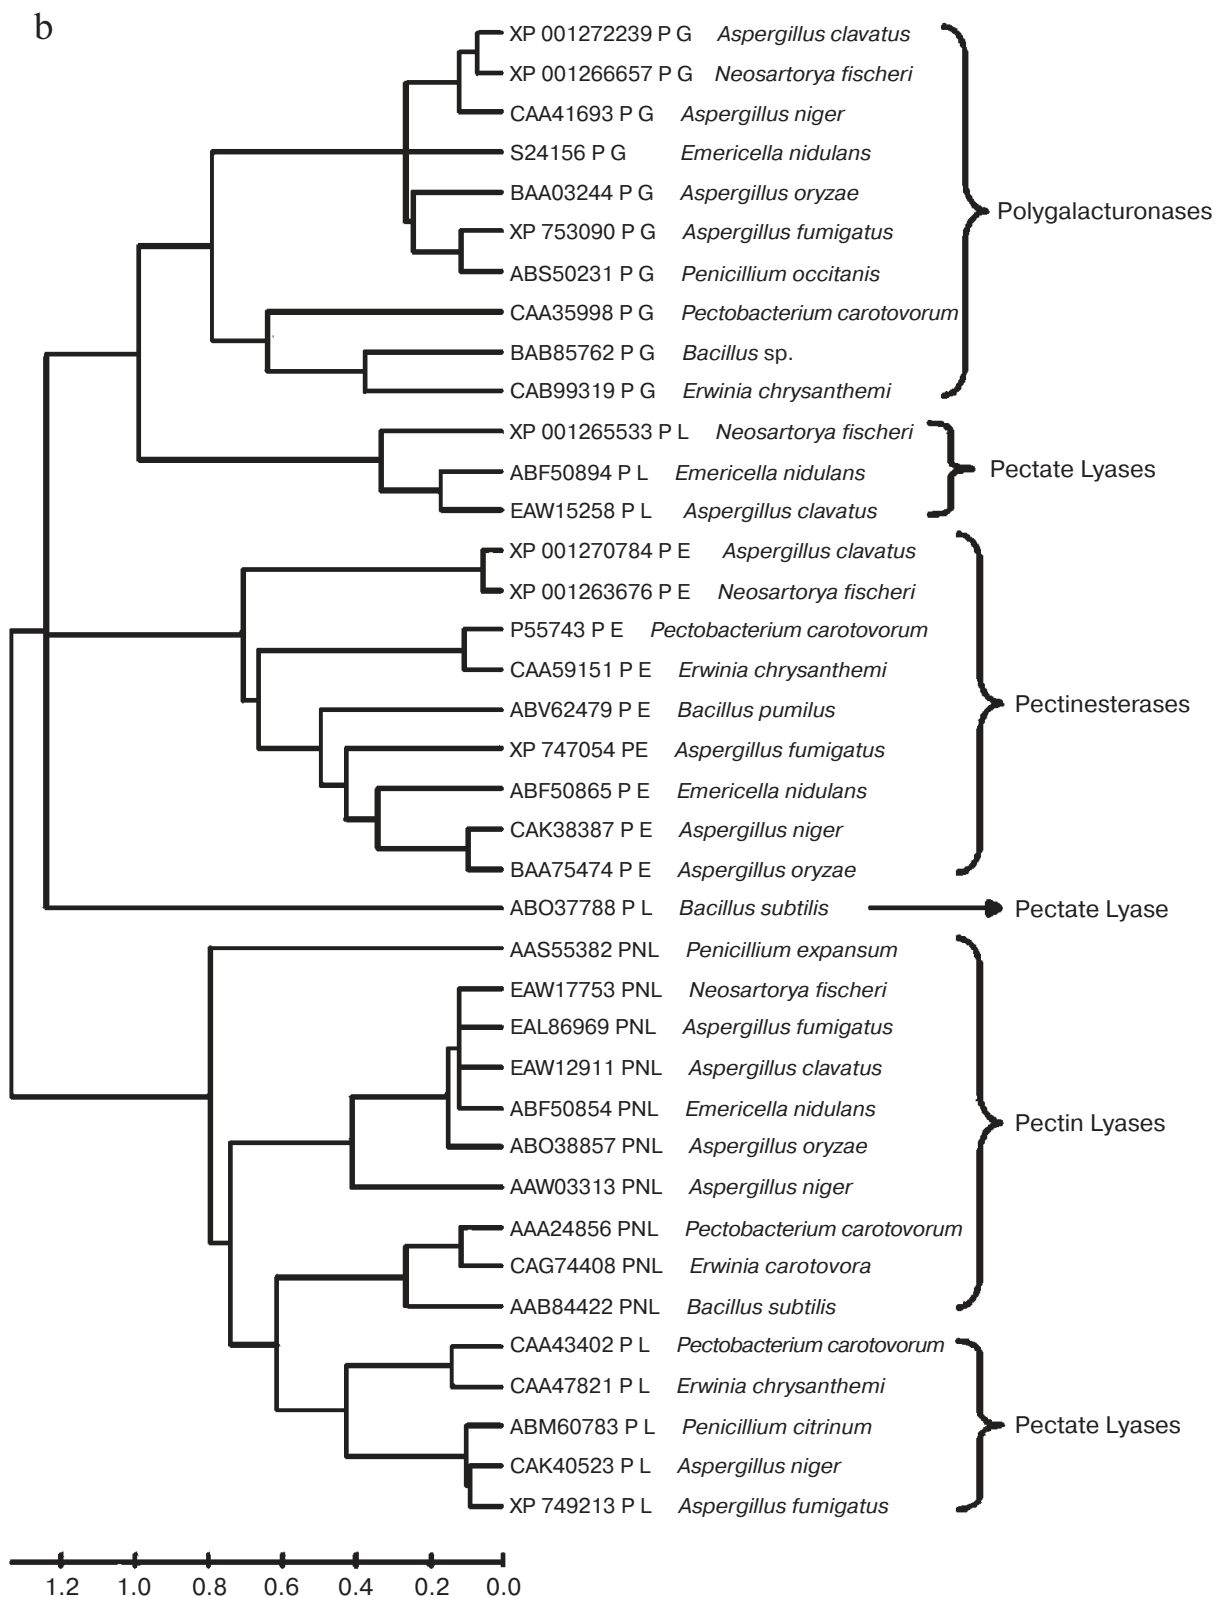 b
XP 001272239 P G Aspergillus clavatus
XP 001266657 P G Neosartorya fischeri
CAA41693 P G Aspergillus niger
S24156 P G Emericella nidulans
BAA03244 P G Aspergillus oryzae
Polygalacturonases
XP 753090 P G Aspergillus fumigatus
ABS50231 P G Penicillium occitanis
CAA35998 P G Pectobacterium carotovorum
BAB85762 P G Bacillus sp.
CAB99319 P G Erwinia chrysanthemi
XP 001265533 P L Neosartorya fischeri
ABF50894 P L Emericella nidulans
Pectate Lyases
EAW15258 P L Aspergillus clavatus
XP 001270784 P E Aspergillus clavatus
XP 001263676 P E Neosartorya fischeri
P55743 P E Pectobacterium carotovorum
CAA59151 P E Erwinia chrysanthemi
ABV62479 P E Bacillus pumilus
Pectinesterases
XP 747054 PE Aspergillus fumigatus
ABF50865 P E Emericella nidulans
CAK38387 P E Aspergillus niger
BAA75474 P E Aspergillus oryzae
ABO37788 P L Bacillus subtilis Pectate Lyase
AAS55382 PNL Penicillium expansum
EAW17753 PNL Neosartorya fischeri
EAL86969 PNL Aspergillus fumigatus
EAW12911 PNL Aspergillus clavatus
ABF50854 PNL Emericella nidulans
Pectin Lyases
ABO38857 PNL Aspergillus oryzae
AAW03313 PNL Aspergillus niger
AAA24856 PNL Pectobacterium carotovorum
CAG74408 PNL Erwinia carotovora
AAB84422 PNL Bacillus subtilis
CAA43402 P L Pectobacterium carotovorum
CAA47821 P L Erwinia chrysanthemi
ABM60783 P L Penicillium citrinum
Pectate Lyases
CAK40523 P L Aspergillus niger
XP 749213 P L Aspergillus fumigatus
1.2 1.0 0.8 0.6 0.4 0.2 0.0